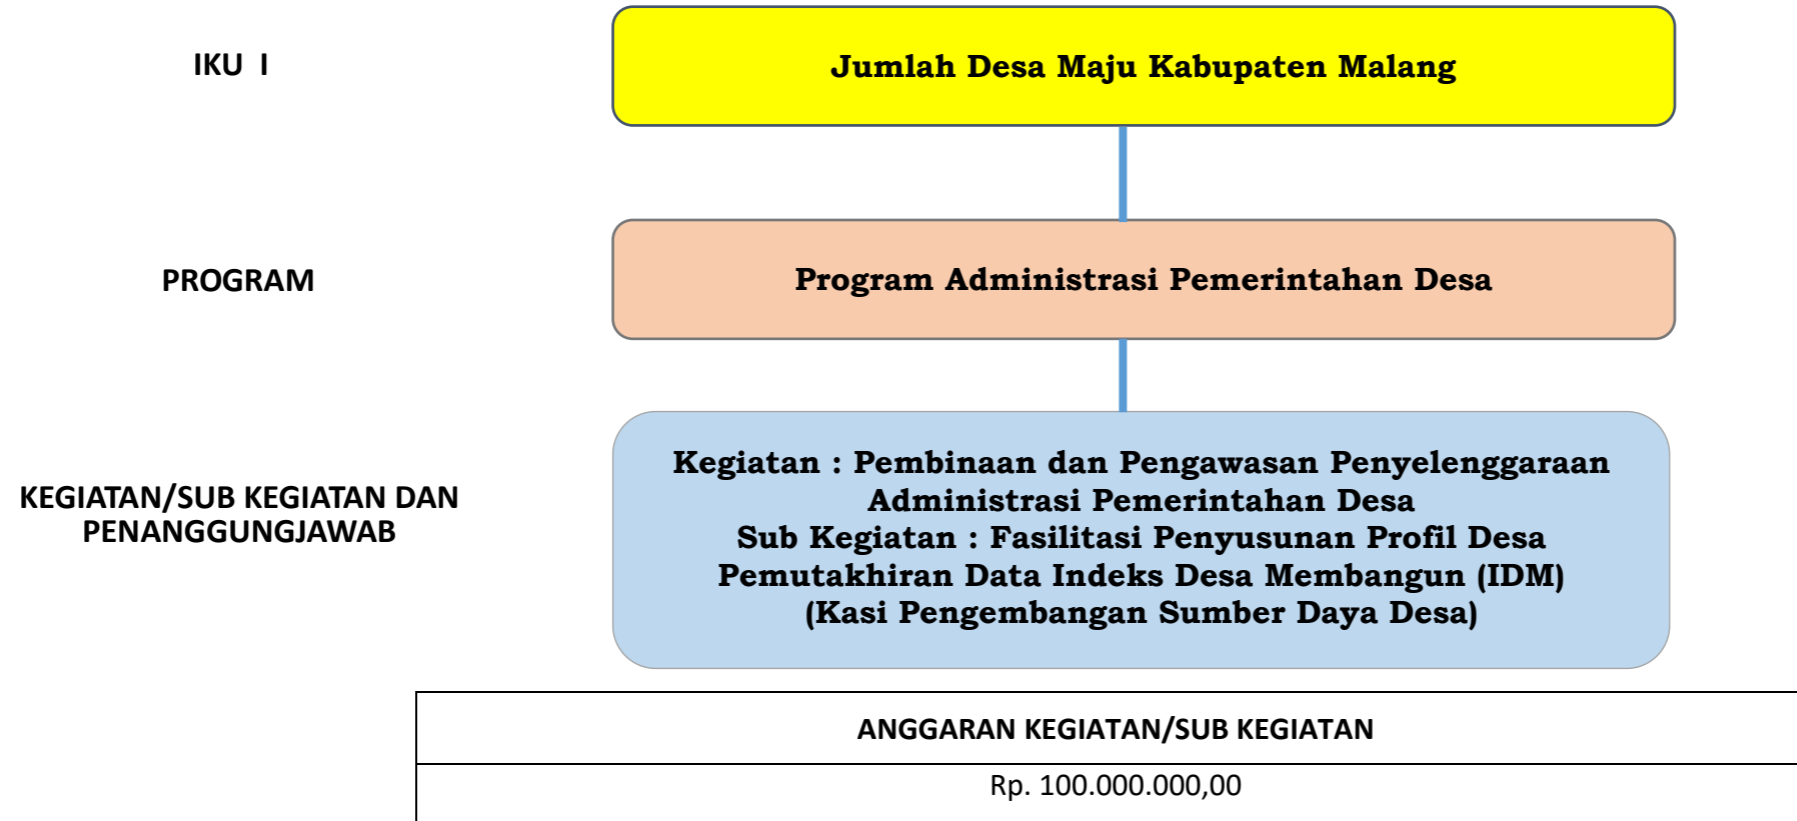 IKU I
Jumlah Desa Maju Kabupaten Malang
PROGRAM
Program Administrasi Pemerintahan Desa
KEGIATAN/SUB KEGIATAN DAN
PENANGGUNGJAWAB
Kegiatan : Pembinaan dan Pengawasan Penyelenggaraan
Administrasi Pemerintahan Desa
Sub Kegiatan : Fasilitasi Penyusunan Profil Desa
Pemutakhiran Data Indeks Desa Membangun (IDM)
(Kasi Pengembangan Sumber Daya Desa)
ANGGARAN KEGIATAN/SUB KEGIATAN
Rp. 100.000.000,00